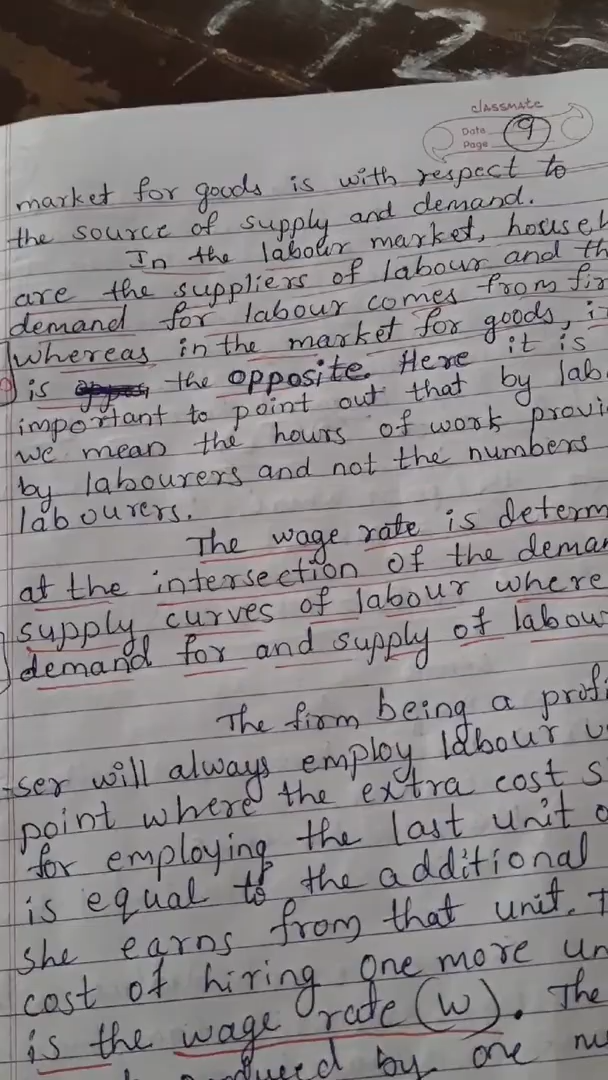 classmate
Date
Page
9
market for goods is with respect to
the source of supply and demand.
In the labour market, househ
are the suppliers of labour and th
demand for labour comes from fir
whereas in the market for goods, i
is the opposite. Here it is
important to point out that by lab
we mean the hours of work provi
by labourers and not the numbers
labourers.
The wage rate is determ
at the intersection of the deman
supply curves of labour where
demand for and supply of labou
The firm being a profi
-ser will always employ labour u
point where the extra cost s
for employing the last unit o
is equal to the additional
she earns from that unit. T
cost of hiring one more un
is the wage rate (w). The
by one